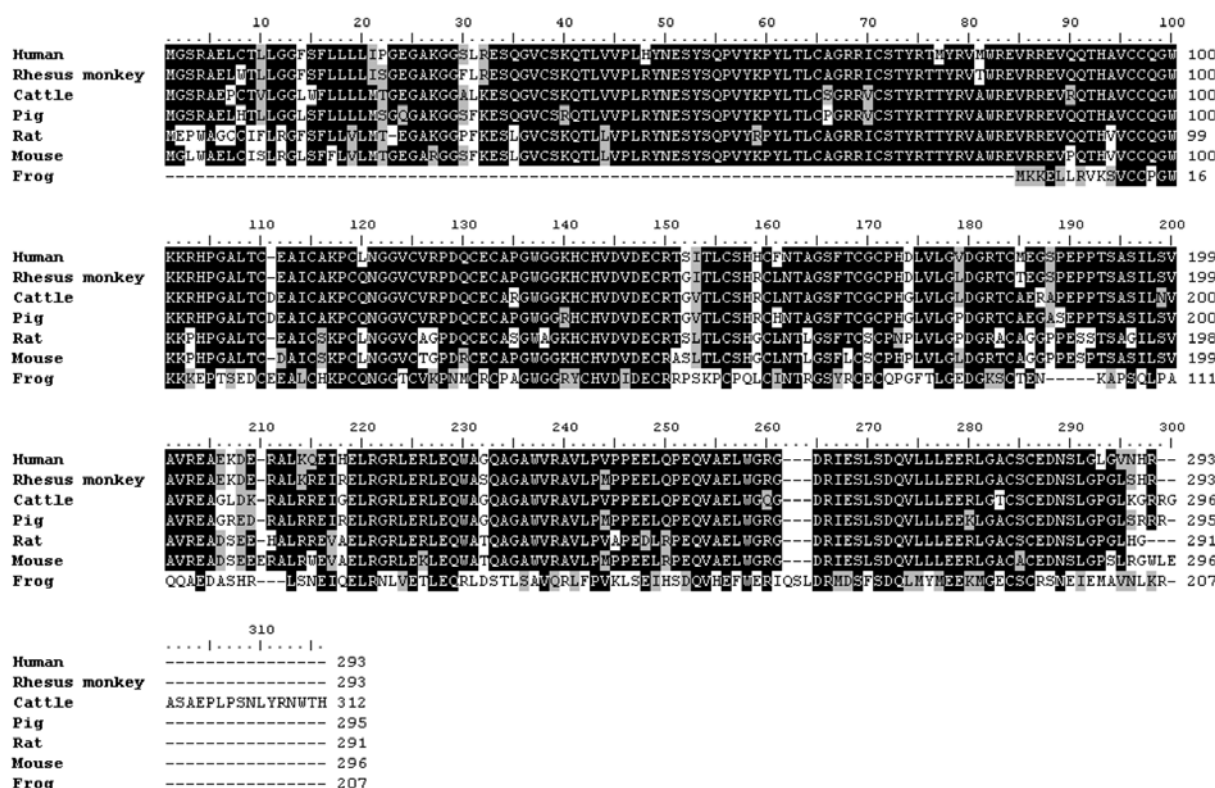 10 20 30 40 50 60 70 80 90 100
....|....|....|....|....|....|....|....|....|....|....|....|....|....|....|....|....|....|....|....|
Human MGSRAELCTLLGGFSFLLLLIPGEGAKGGSLRESQGVCSKQTLVVPLHYNESYSQPVYKPYLTLCAGRRICSTYRTMYRVMWREVRREVQQTHAVCCQGW 100
Rhesus monkey MGSRAELWTLLGGFSFLLLLISGEGAKGGFLRESQGVCSKQTLVVPLRYNESYSQPVYKPYLTLCAGRRICSTYRTTYRVTWREVRREVQQTHAVCCQGW 100
Cattle MGSRAEPCTVLGGLWFLLLLMTGEGAKGGALKESQGVCSKQTLVVPLRYNESYSQPVYKPYLTLCSGRRVCSTYRTTYRVAWREVRREVRQTHAVCCQGW 100
Pig MGSRAELHTLLGGLSFLLLLMSGQGAKGGSFKESQGVCSRQTLVVPLRYNESYSQPVYKPYLTLCPGRRVCSTYRTTYRVAWREVRREVQQTHAVCCQGW 100
Rat MEPWAGCCIFLRGFSFLLVLMT-EGAKGGPFKESLGVCSKQTLLVPLRYNESYSQPVYRPYLTLCAGRRICSTYRTTYRVAWREVRREVQQTHVVCCQGW 99
Mouse MGLWAELCISLRGLSFFLVLMTGEGARGGSFKESLGVCSKQTLLVPLRYNESYSQPVYKPYLTLCAGRRICSTYRTTYRVAWREVRREVPQTHVVCCQGW 100
Frog ------------------------------------------------------------------------------------MKKELLRVKSVCCPGW 16
110 120 130 140 150 160 170 180 190 200
....|....|....|....|....|....|....|....|....|....|....|....|....|....|....|....|....|....|....|....|
Human KKRHPGALTC-EAICAKPCLNGGVCVRPDQCECAPGWGGKHCHVDVDECRTSITLCSHRCFNTAGSFTCGCPHDLVLGVDGRTCMEGSPEPPTSASILSV 199
Rhesus monkey KKRHPGALTC-EAICAKPCQNGGVCVRPDQCECAPGWGGKHCHVDVDECRTSITLCSHHCLNTAGSFTCGCPHDLVLGVDGRTCTEGSPEPPTSASILSV 199
Cattle KKRHPGALTCDEAICAKPCQNGGVCVRPDQCECARGWGGKHCHVDVDECRTGVTLCSHRCLNTAGSFTCGCPHGLVLGLDGRTCAERAPEPPTSASILNV 200
Pig KKRHPGALTCDEAICAKPCQNGGVCVRPDQCECAPGWGGRHCHVDVDECRTGVTLCSHRCHNTAGSFTCGCPHGLVLGPDGRTCAEGASEPPTSASILSV 200
Rat KKPHPGALTC-EAICSKPCLNGGVCAGPDQCECASGWAGKHCHVDVDECRTSLTLCSHGCLNTLGSFTCSCPNPLVLGPDGRACAGGPPESSTSAGILSV 198
Mouse KKPHPGALTC-DAICSKPCLNGGVCTGPDRCECAPGWGGKHCHVDVDECRASLTLCSHGCLNTLGSFLCSCPHPLVLGLDGRTCAGGPPESPTSASILSV 199
Frog KKKEPTSEDCEEALCHKPCQNGGTCVKPNMCRCPAGWGGRYCHVDIDECRRPSKPCPQLCINTRGSYRCECQPGFTLGEDGKSCTEN-----KAPSQLPA 111
210 220 230 240 250 260 270 280 290 300
....|....|....|....|....|....|....|....|....|....|....|....|....|....|....|....|....|....|....|....|
Human AVREAEKDE-RALKQEIHELRGRLERLEQWAGQAGAWVRAVLPVPPEELQPEQVAELWGRG---DRIESLSDQVLLLEERLGACSCEDNSLGLGVNHR-- 293
Rhesus monkey AVREAEKDE-RALKREIRELRGRLERLEQWASQAGAWVRAVLPMPPEELQPEQVAELWGRG---DRIESLSDQVLLLEERLGACSCEDNSLGPGLSHR-- 293
Cattle AVREAGLDK-RALRREIGELRGRLERLEQWAGQAGAWVRAVLPVPPEELQPEQVAELWGQG---DRIESLSDQVLLLEERLGTCSCEDNSLGPGLKGRRG 296
Pig AVREAGRED-RALRREIRELRGRLERLEQWAGQAGAWVRAVLPMPPEELQPEQVAELWGRG---DRIESLSDQVLLLEEKLGACSCEDNSLGPGLSRRR- 295
Rat AVREADSEE-HALRREVAELRGRLERLEQWATQAGAWVRAVLPVAPEDLRPEQVAELWGRG---DRIESLSDQVLLLEERLGACSCEDNSLGPGLHG--- 291
Mouse AVREADSEEERALRWEVAELRGRLEKLEQWATQAGAWVRAVLPMPPEELRPEQVAELWGRG---DRIESLSDQVLLLEERLGACACEDNSLGPSLRGWLE 296
Frog QQAEDASHR---LSNEIQELRNLVETLEQRLDSTLSAVQRLFPVKLSEIHSDQVHEFWERIQSLDRMDSFSDQLMYMEEKMGECSCRSNEIEMAVNLKR- 207
310
....|....|....|.
Human ---------------- 293
Rhesus monkey ---------------- 293
Cattle ASAEPLPSNLYRNWTH 312
Pig ---------------- 295
Rat ---------------- 291
Mouse ---------------- 296
Frog ---------------- 207